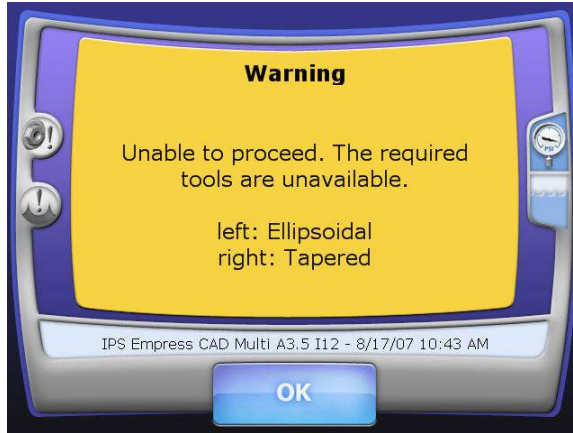 Warning
Unable to proceed. The required
tools are unavailable.
left: Ellipsoidal
right: Tapered
PSI
IPS Empress CAD Multi A3.5 I12 - 8/17/07 10:43 AM
OK